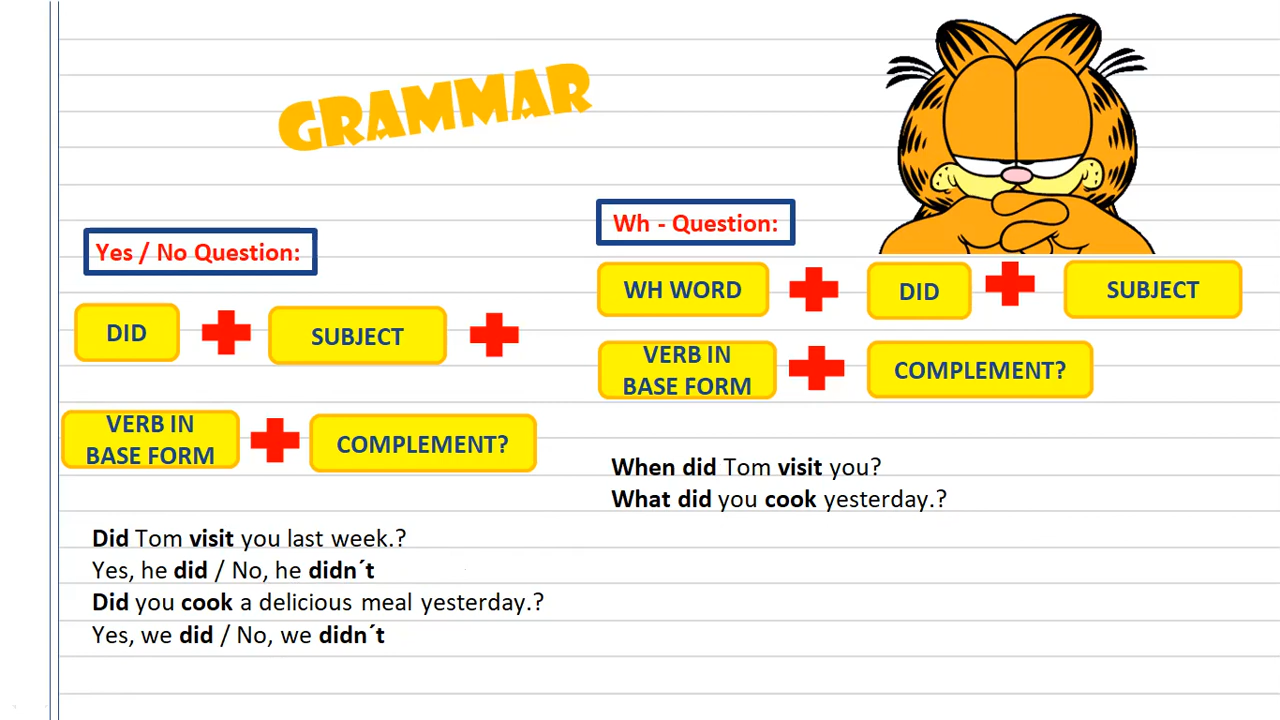 GRAMMAR
Yes / No Question:
DID
SUBJECT
VERB IN
BASE FORM
COMPLEMENT?
Did Tom visit you last week.?
Yes, he did / No, he didn´t
Did you cook a delicious meal yesterday.?
Yes, we did / No, we didn´t
Wh - Question:
WH WORD
DID
SUBJECT
VERB IN
BASE FORM
COMPLEMENT?
When did Tom visit you?
What did you cook yesterday.?